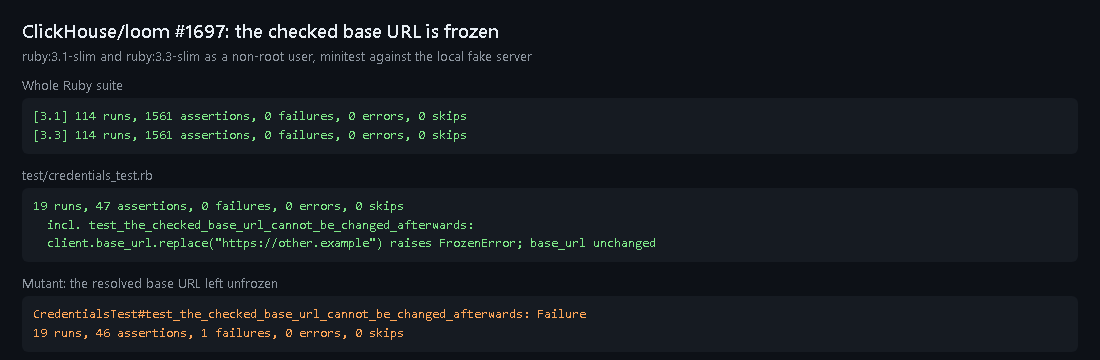 ClickHouse/loom #1697: the checked base URL is frozen
ruby:3.1-slim and ruby:3.3-slim as a non-root user, minitest against the local fake server
Whole Ruby suite
[3.1] 114 runs, 1561 assertions, 0 failures, 0 errors, 0 skips
[3.3] 114 runs, 1561 assertions, 0 failures, 0 errors, 0 skips
test/credentials_test.rb
19 runs, 47 assertions, 0 failures, 0 errors, 0 skips
incl. test_the_checked_base_url_cannot_be_changed_afterwards:
client.base_url.replace("https://other.example") raises FrozenError; base_url unchanged
Mutant: the resolved base URL left unfrozen
CredentialsTest#test_the_checked_base_url_cannot_be_changed_afterwards: Failure
19 runs, 46 assertions, 1 failures, 0 errors, 0 skips